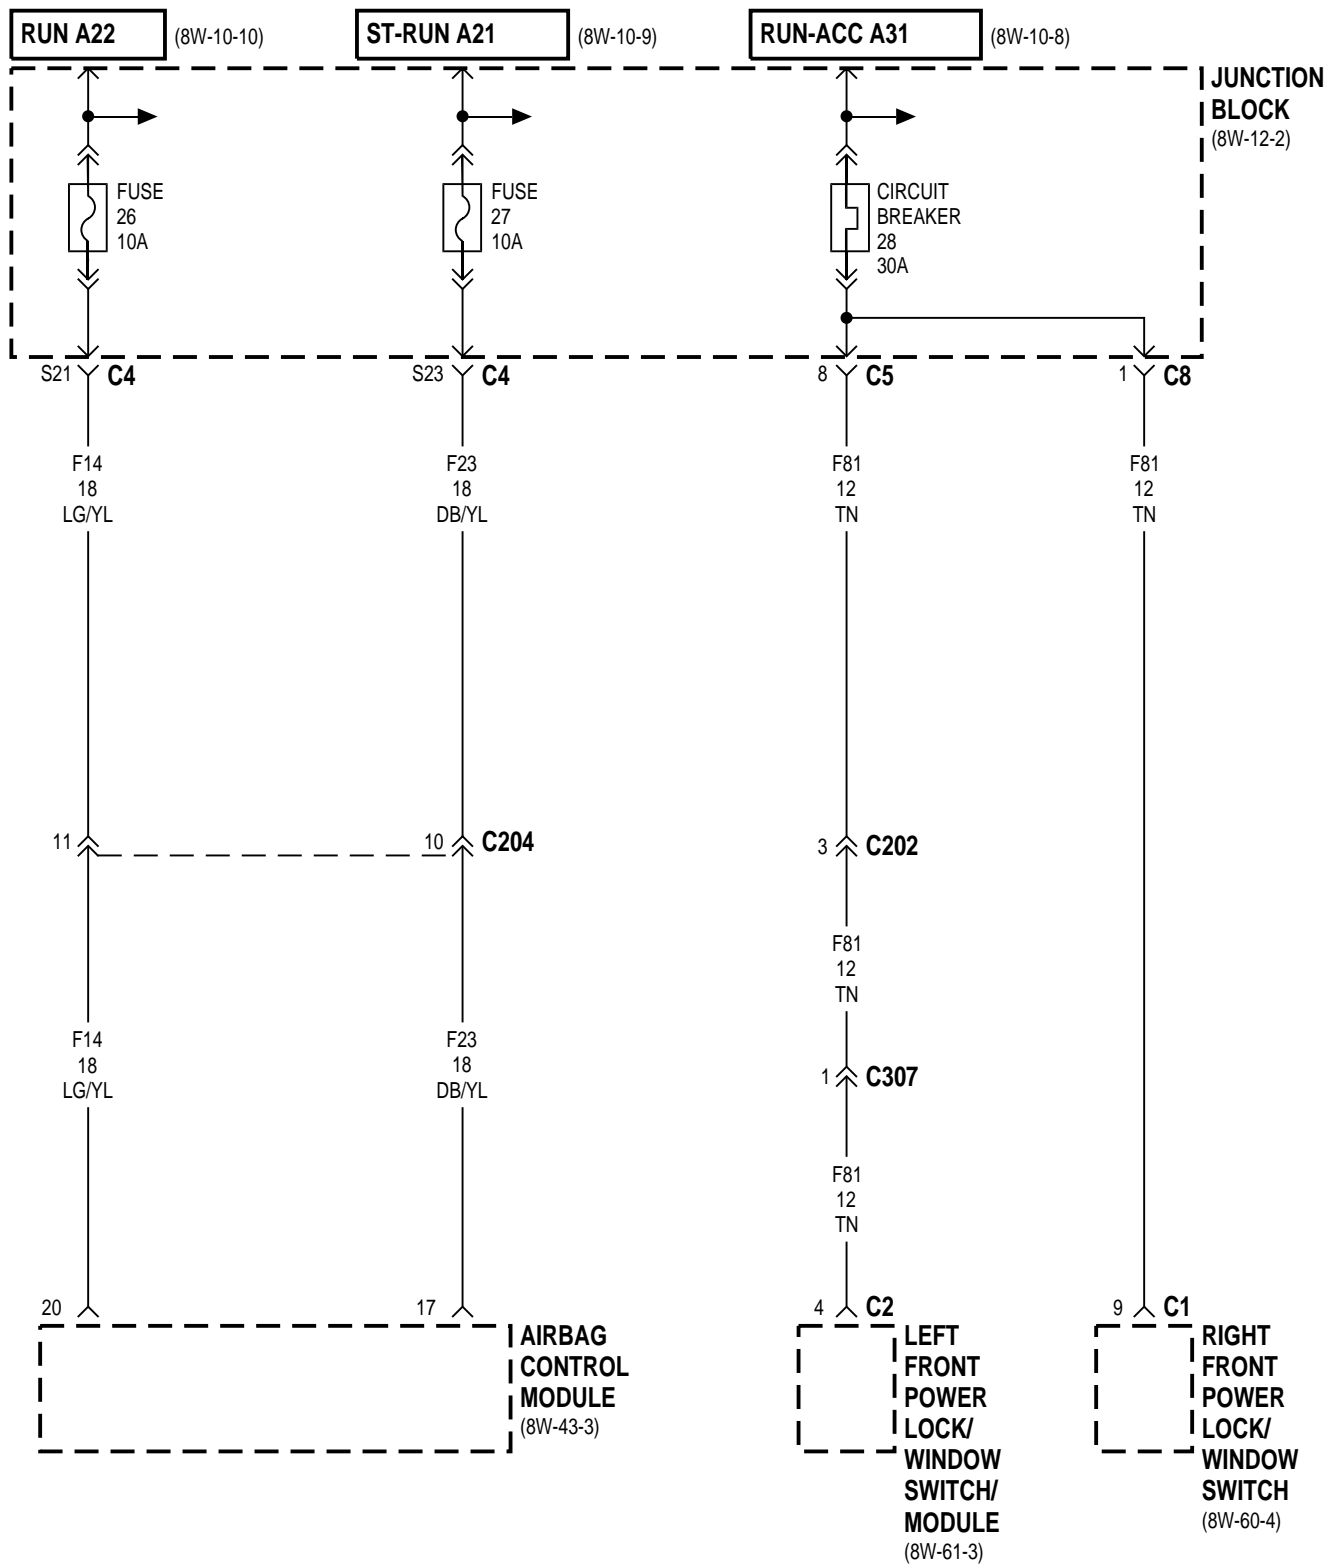 RUN A22 (8W-10-10) ST-RUN A21 (8W-10-9) RUN-ACC A31 (8W-10-8)
JUNCTION
BLOCK
(8W-12-2)
FUSE
26
10A
FUSE
27
10A
CIRCUIT
BREAKER
28
30A
S21 C4 S23 C4 8 C5 1 C8
F14
18
LG/YL
F23
18
DB/YL
F81
12
TN
F81
12
TN
11 10 C204 3 C202
F81
12
TN
F14
18
LG/YL
F23
18
DB/YL
1 C307
F81
12
TN
20 17 4 C2 9 C1
AIRBAG
CONTROL
MODULE
(8W-43-3)
LEFT
FRONT
POWER
LOCK/
WINDOW
SWITCH/
MODULE
(8W-61-3)
RIGHT
FRONT
POWER
LOCK/
WINDOW
SWITCH
(8W-60-4)